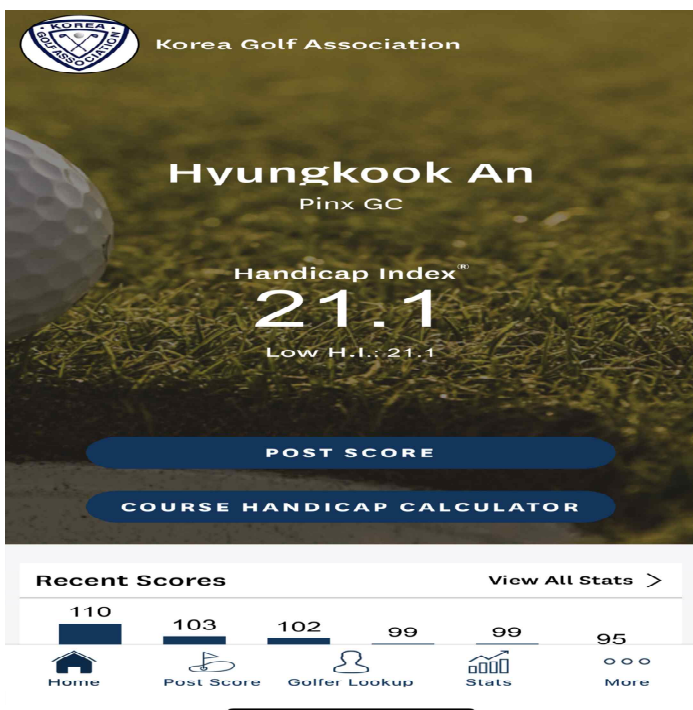 KOREA
GOLF ASSOCIATION
Korea Golf Association
Hyungkook An
Pinx GC
Handicap Index®
21.1
Low H.I.: 21.1
POST SCORE
COURSE HANDICAP CALCULATOR
Recent Scores
View All Stats >
110 103 102 99 99 95
Home Post Score Golfer Lookup Stats More